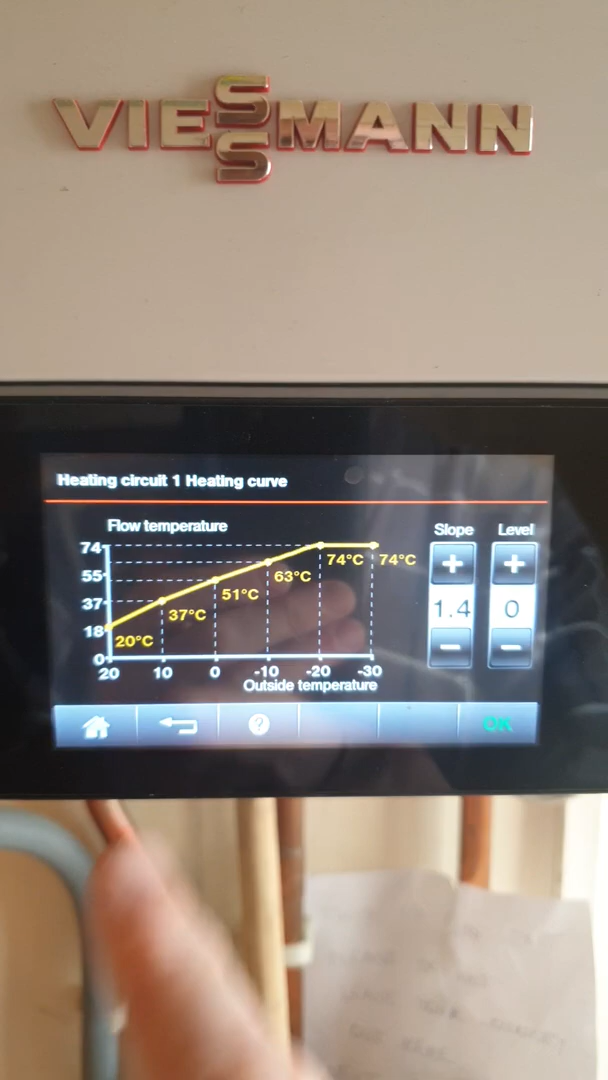 VIESSMANN
Heating circuit 1 Heating curve
Flow temperature
Slope Level
74
55
37
18
0
20°C
37°C
51°C
63°C
74°C
74°C
+ +
1.4 0
- -
20 10 0 -10 -20 -30
Outside temperature
?
OK